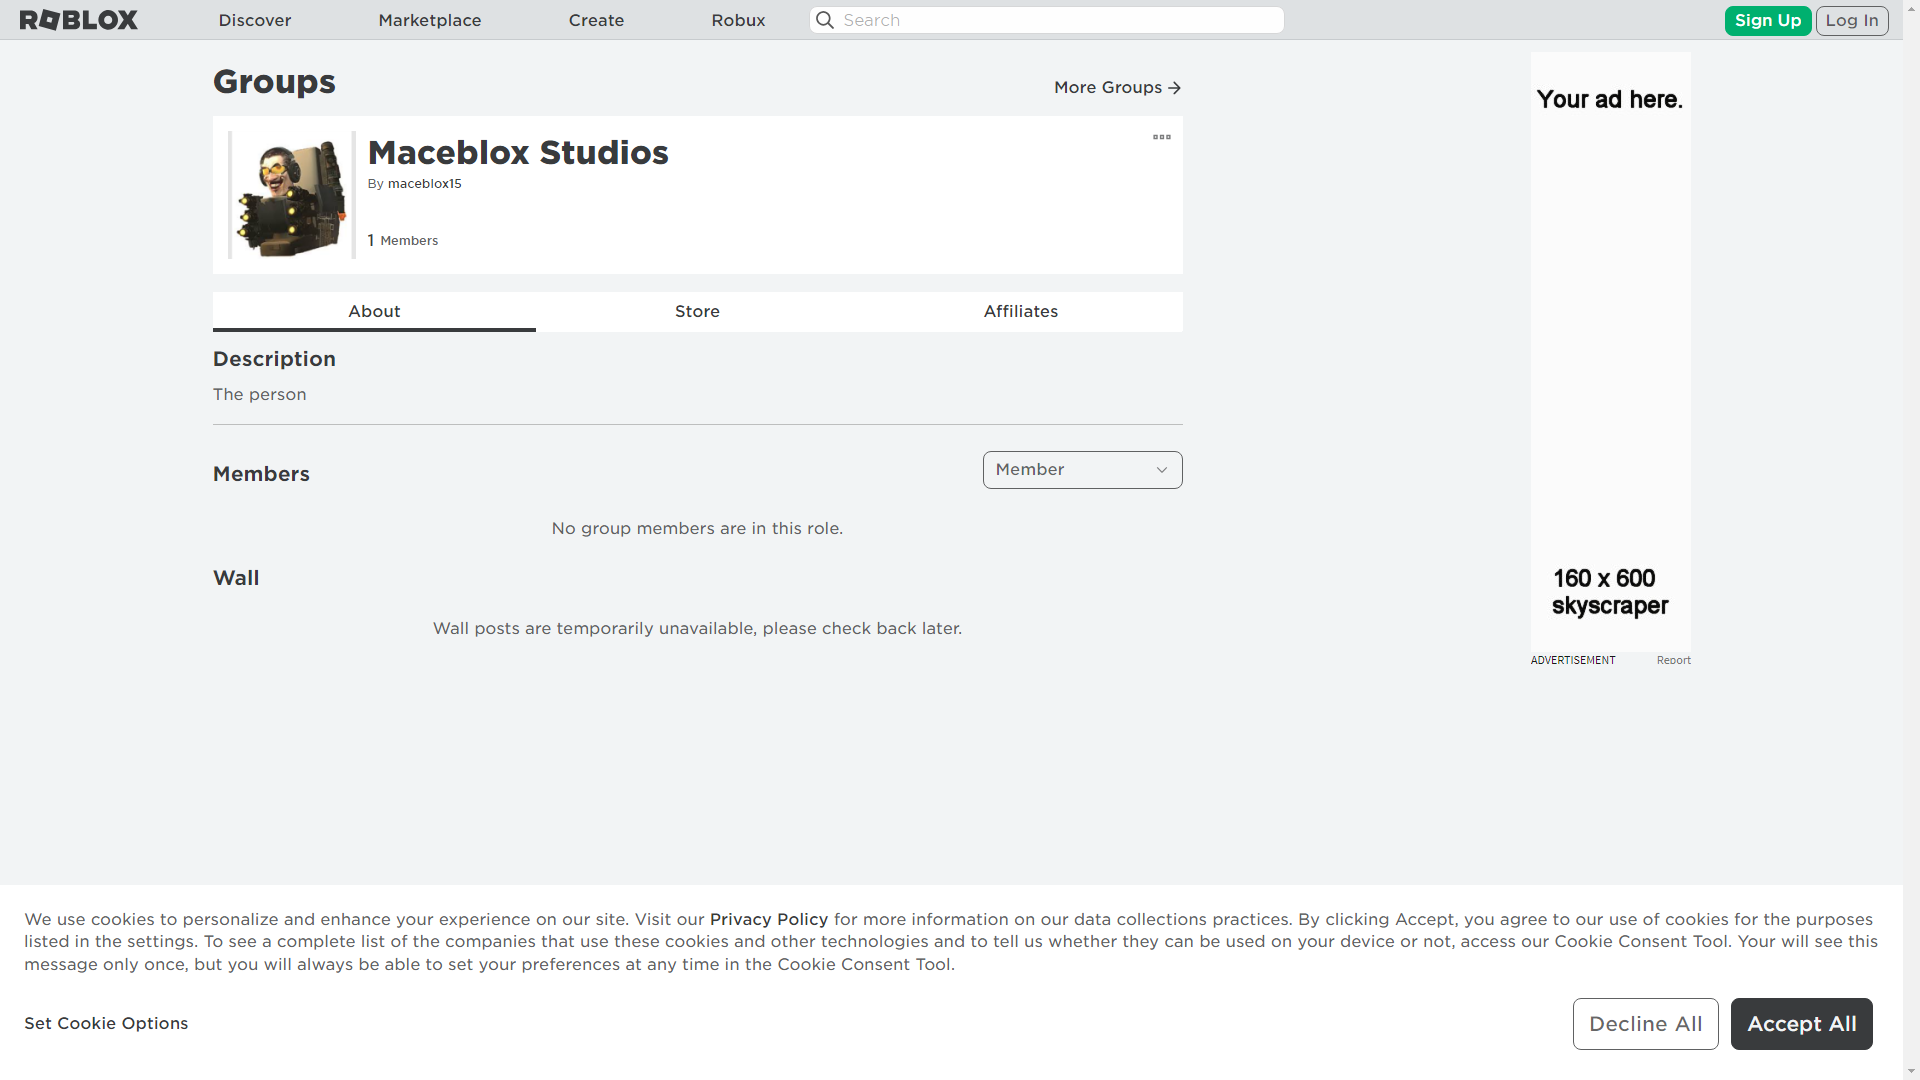 ROBLOX Discover Marketplace Create Robux Search Sign Up Log In
Groups
More Groups
Maceblox Studios
By maceblox15
1 Members
About Store Affiliates
Description
The person
Members
Member
No group members are in this role.
Wall
Wall posts are temporarily unavailable, please check back later.
Your ad here.
160 x 600
skyscraper
ADVERTISEMENT Report
We use cookies to personalize and enhance your experience on our site. Visit our Privacy Policy for more information on our data collections practices. By clicking Accept, you agree to our use of cookies for the purposes
listed in the settings. To see a complete list of the companies that use these cookies and other technologies and to tell us whether they can be used on your device or not, access our Cookie Consent Tool. Your will see this
message only once, but you will always be able to set your preferences at any time in the Cookie Consent Tool.
Set Cookie Options
Decline All
Accept All